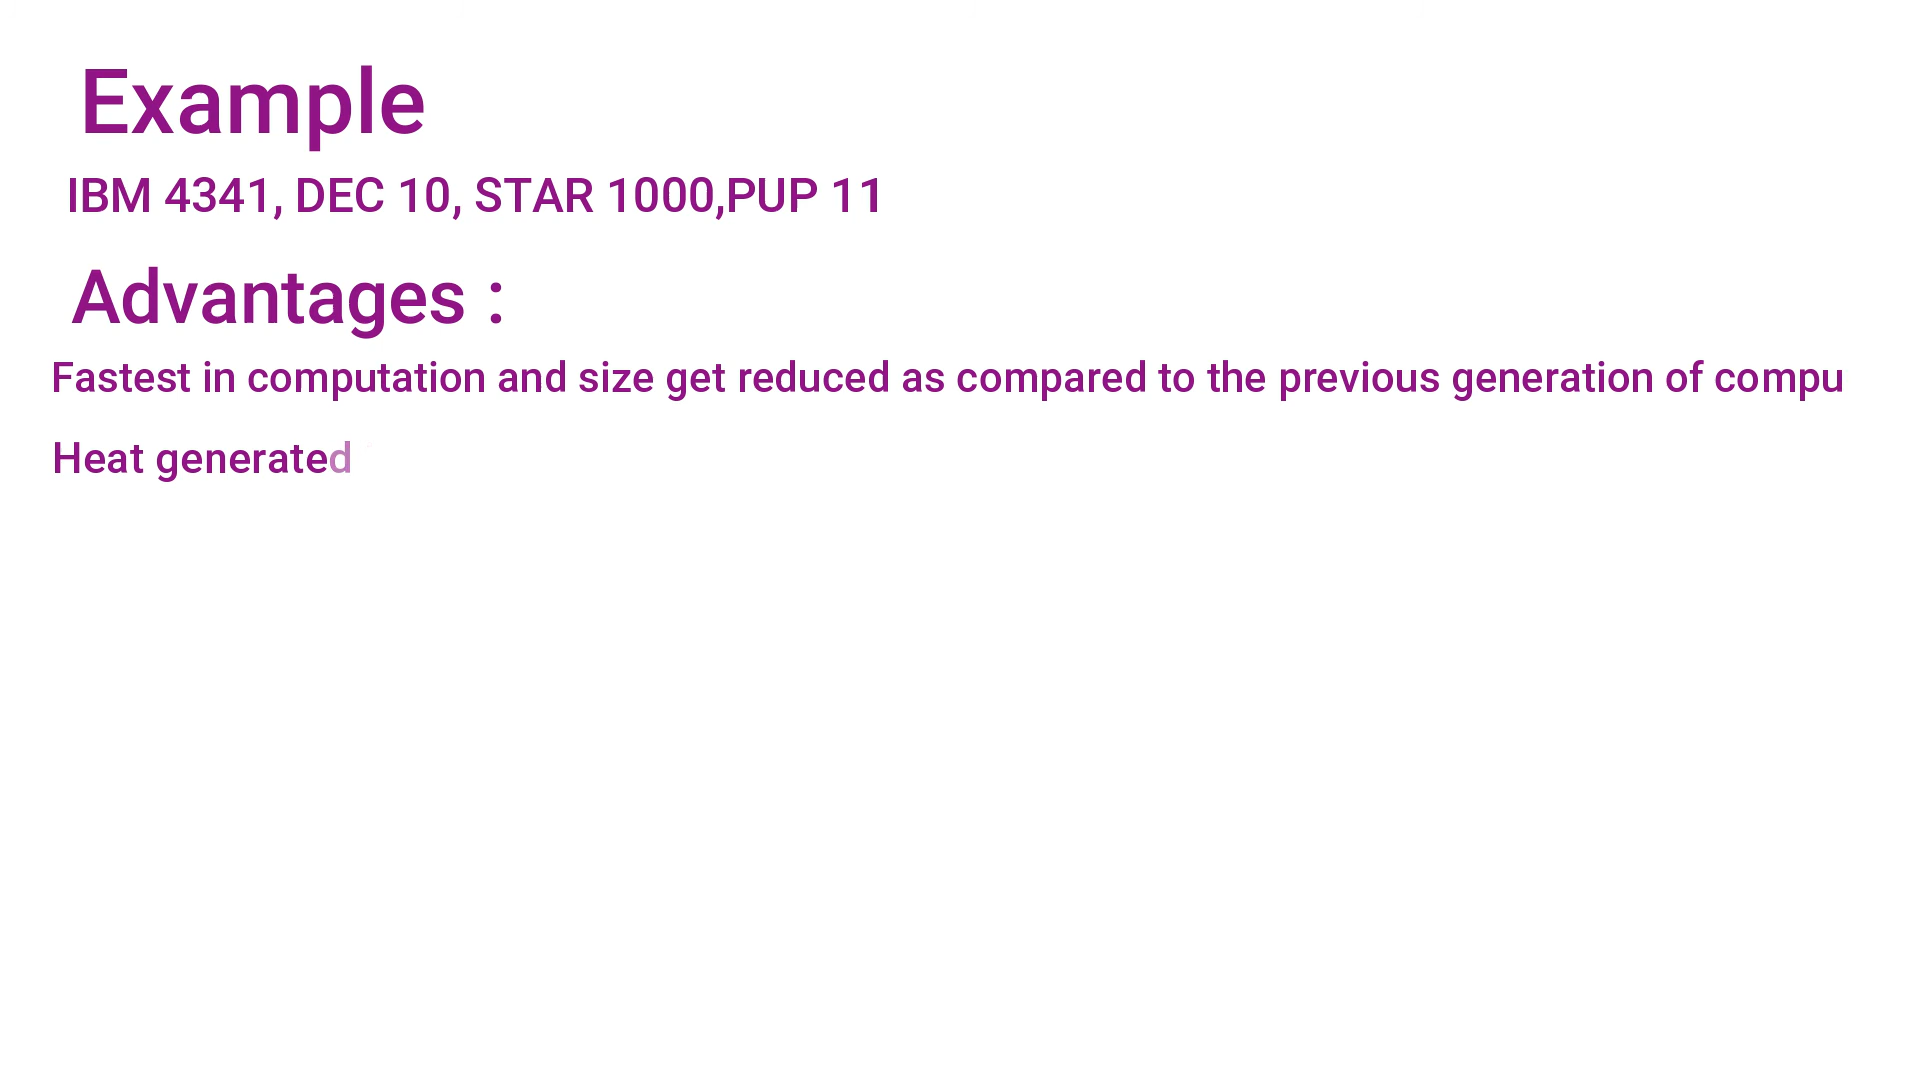 Example
IBM 4341, DEC 10, STAR 1000,PUP 11
Advantages :
Fastest in computation and size get reduced as compared to the previous generation of compu
Heat generated